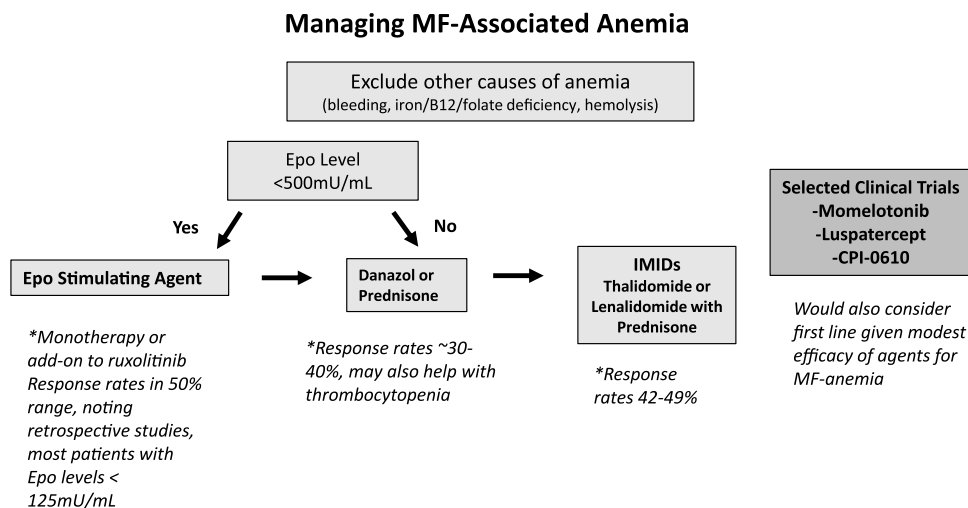 Managing MF-Associated Anemia
Exclude other causes of anemia
(bleeding, iron/B12/folate deficiency, hemolysis)
Epo Level
<500mU/mL
Yes
No
Epo Stimulating Agent
*Monotherapy or
add-on to ruxolitinib
Response rates in 50%
range, noting
retrospective studies,
most patients with
Epo levels <
125mU/mL
Danazol or
Prednisone
*Response rates ~30-
40%, may also help with
thrombocytopenia
IMIDs
Thalidomide or
Lenalidomide with
Prednisone
*Response
rates 42-49%
Selected Clinical Trials
-Momelotonib
-Luspatercept
-CPI-0610
Would also consider
first line given modest
efficacy of agents for
MF-anemia